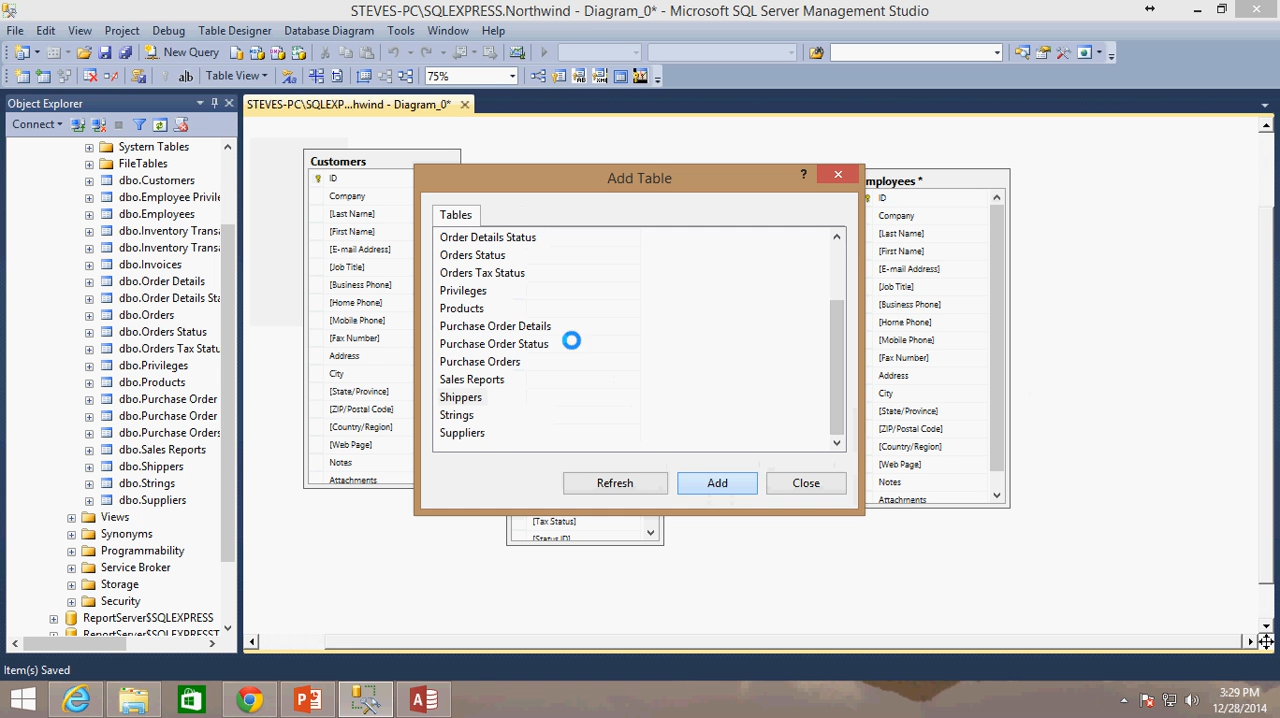 STEVES-PC\SQLEXPRESS.Northwind - Diagram_0* - Microsoft SQL Server Management Studio
File Edit View Project Debug Table Designer Database Diagram Tools Window Help
New Query
ab Table View 75%
Object Explorer
Connect
System Tables
FileTables
dbo.Customers
dbo.Employee Privile
dbo.Employees
dbo.Inventory Transa
dbo.Inventory Transa
dbo.Invoices
dbo.Order Details
dbo.Order Details Sta
dbo.Orders
dbo.Orders Status
dbo.Orders Tax Statu
dbo.Privileges
dbo.Products
dbo.Purchase Order
dbo.Purchase Order
dbo.Purchase Orders
dbo.Sales Reports
dbo.Shippers
dbo.Strings
dbo.Suppliers
Views
Synonyms
Programmability
Service Broker
Storage
Security
ReportServer$SQLEXPRESS
ReportServer$SQLEXPREST
STEVES-PC\SQLEXP...hwind - Diagram_0*
Customers
ID
Company
[Last Name]
[First Name]
[E-mail Address]
[Job Title]
[Business Phone]
[Home Phone]
[Mobile Phone]
[Fax Number]
Address
City
[State/Province]
[ZIP/Postal Code]
[Country/Region]
[Web Page]
Notes
Attachments
Add Table
?
Tables
Order Details Status
Orders Status
Orders Tax Status
Privileges
Products
Purchase Order Details
Purchase Order Status
Purchase Orders
Sales Reports
Shippers
Strings
Suppliers
Refresh Add Close
[Tax Status]
[Status ID]
mployees *
ID
Company
[Last Name]
[First Name]
[E-mail Address]
[Job Title]
[Business Phone]
[Home Phone]
[Mobile Phone]
[Fax Number]
Address
City
[State/Province]
[ZIP/Postal Code]
[Country/Region]
[Web Page]
Notes
Attachments
Item(s) Saved
3:29 PM
12/28/2014